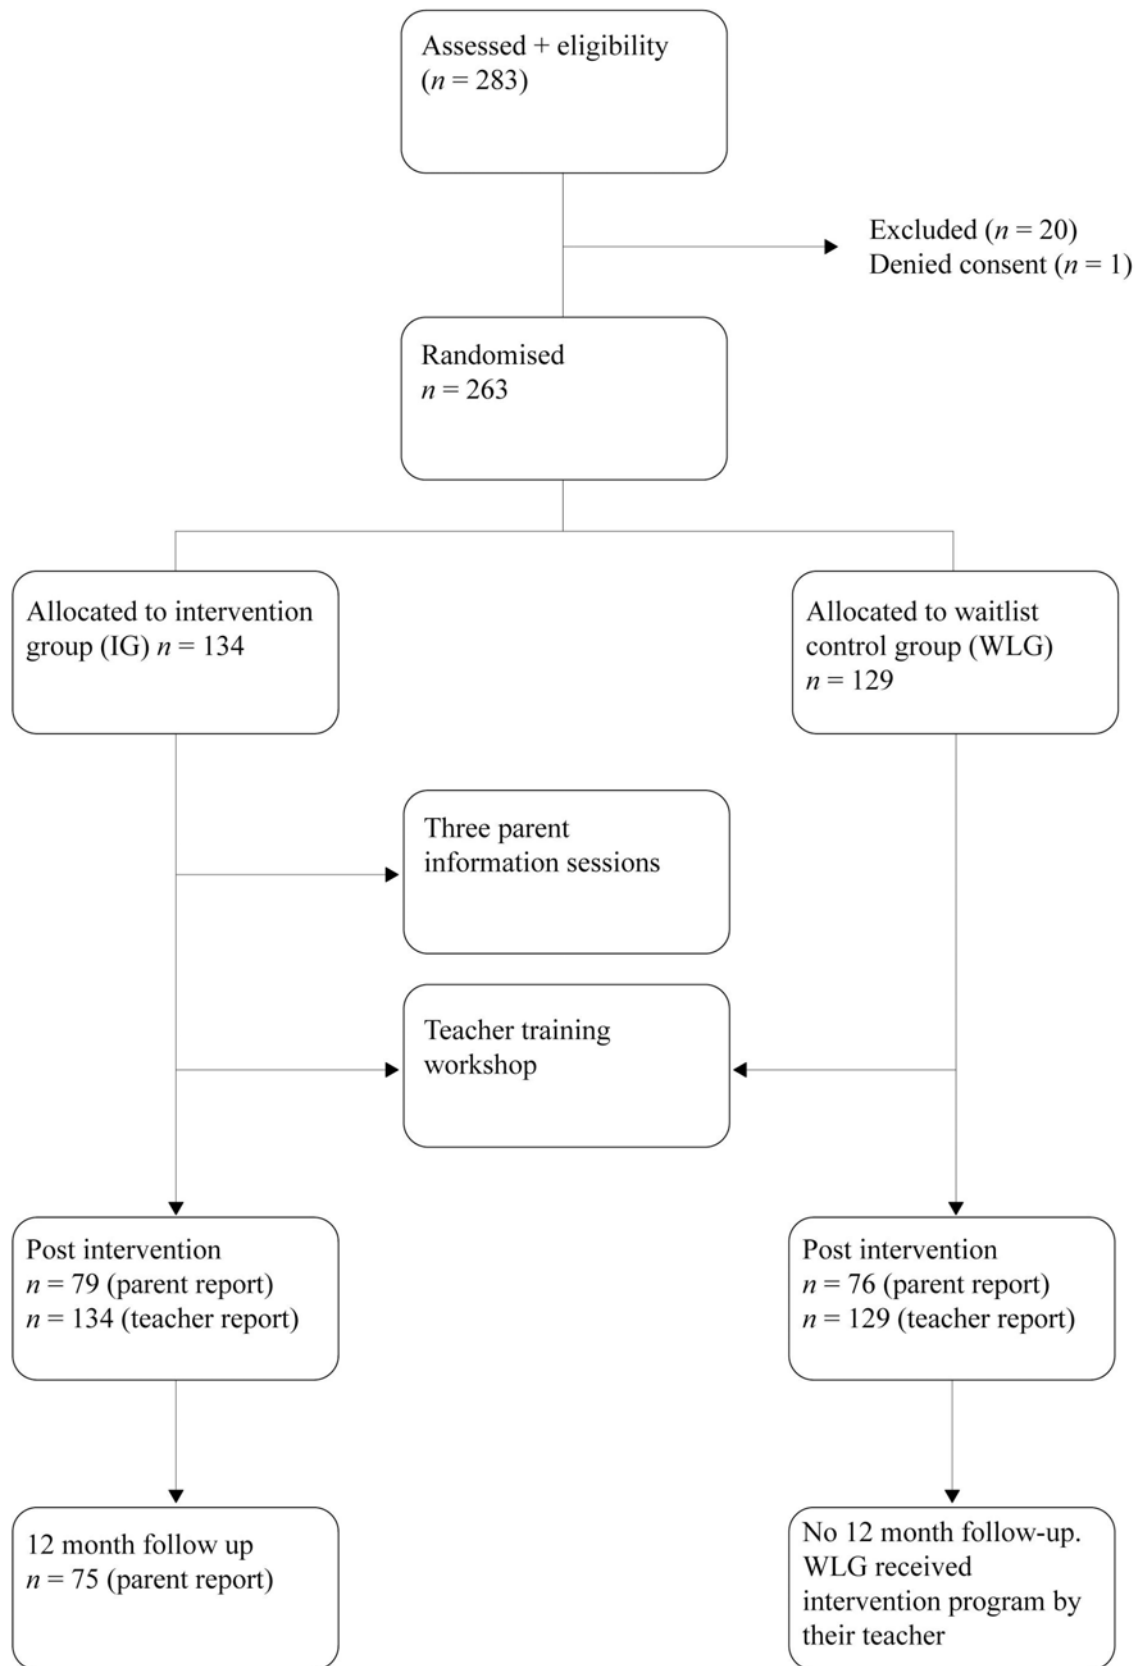 Assessed + eligibility
(n = 283)
Excluded (n = 20)
Denied consent (n = 1)
Randomised
n = 263
Allocated to intervention
group (IG) n = 134
Allocated to waitlist
control group (WLG)
n = 129
Three parent
information sessions
Teacher training
workshop
Post intervention
n = 79 (parent report)
n = 134 (teacher report)
Post intervention
n = 76 (parent report)
n = 129 (teacher report)
12 month follow up
n = 75 (parent report)
No 12 month follow-up.
WLG received
intervention program by
their teacher